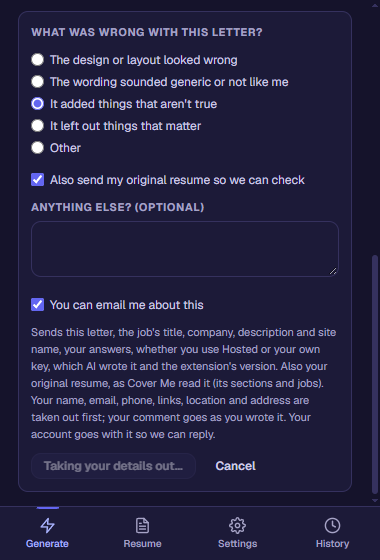 WHAT WAS WRONG WITH THIS LETTER?
The design or layout looked wrong
The wording sounded generic or not like me
It added things that aren't true
It left out things that matter
Other
Also send my original resume so we can check
ANYTHING ELSE? (OPTIONAL)
You can email me about this
Sends this letter, the job's title, company, description and site
name, your answers, whether you use Hosted or your own
key, which AI wrote it and the extension's version. Also your
original resume, as Cover Me read it (its sections and jobs).
Your name, email, phone, links, location and address are
taken out first; your comment goes as you wrote it. Your
account goes with it so we can reply.
Taking your details out... Cancel
Generate Resume Settings History